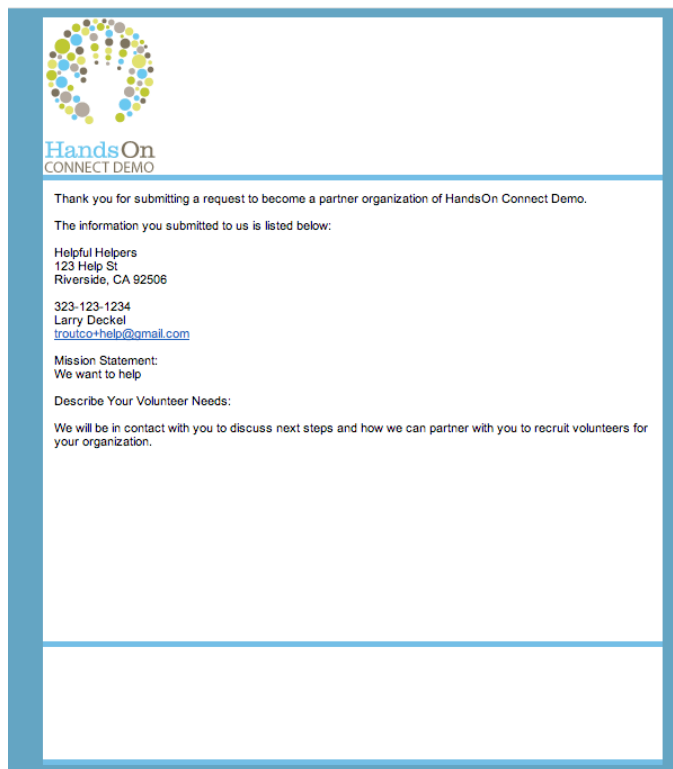 HandsOn
CONNECT DEMO
Thank you for submitting a request to become a partner organization of HandsOn Connect Demo.
The information you submitted to us is listed below:
Helpful Helpers
123 Help St
Riverside, CA 92506
323-123-1234
Larry Deckel
troutco+help@gmail.com
Mission Statement:
We want to help
Describe Your Volunteer Needs:
We will be in contact with you to discuss next steps and how we can partner with you to recruit volunteers for
your organization.